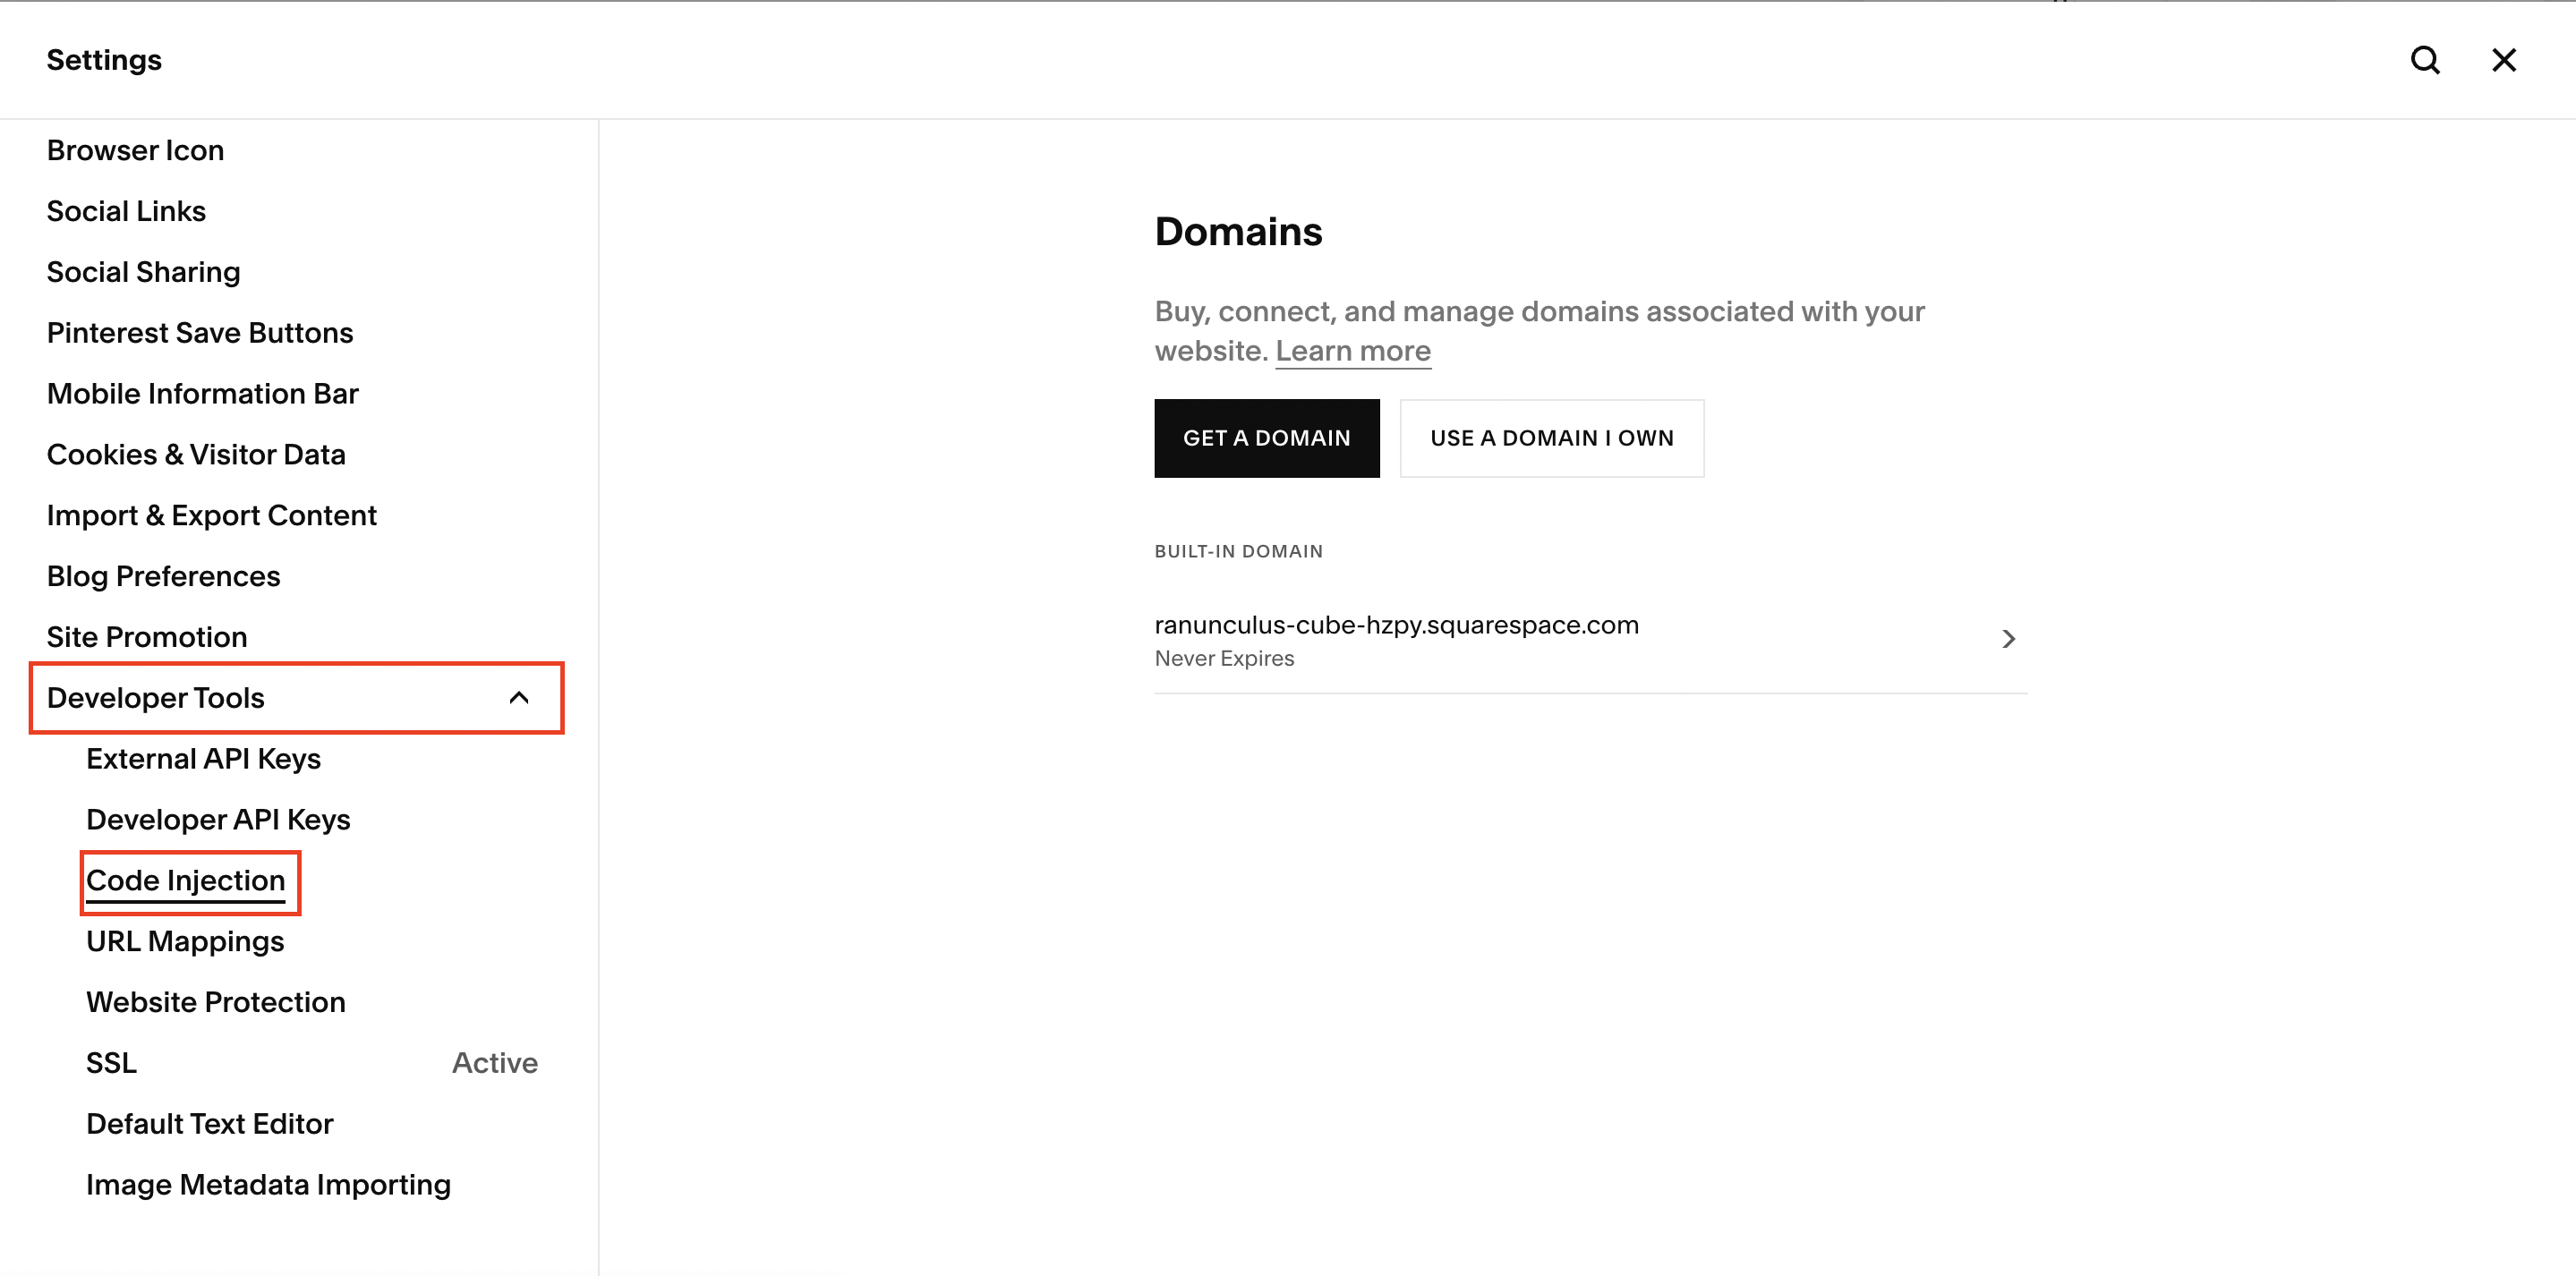 Settings
Browser Icon
Social Links
Social Sharing
Pinterest Save Buttons
Mobile Information Bar
Cookies & Visitor Data
Import & Export Content
Blog Preferences
Site Promotion
Developer Tools
External API Keys
Developer API Keys
Code Injection
URL Mappings
Website Protection
SSL Active
Default Text Editor
Image Metadata Importing
Domains
Buy, connect, and manage domains associated with your
website. Learn more
GET A DOMAIN
USE A DOMAIN I OWN
BUILT-IN DOMAIN
ranunculus-cube-hzpy.squarespace.com
Never Expires